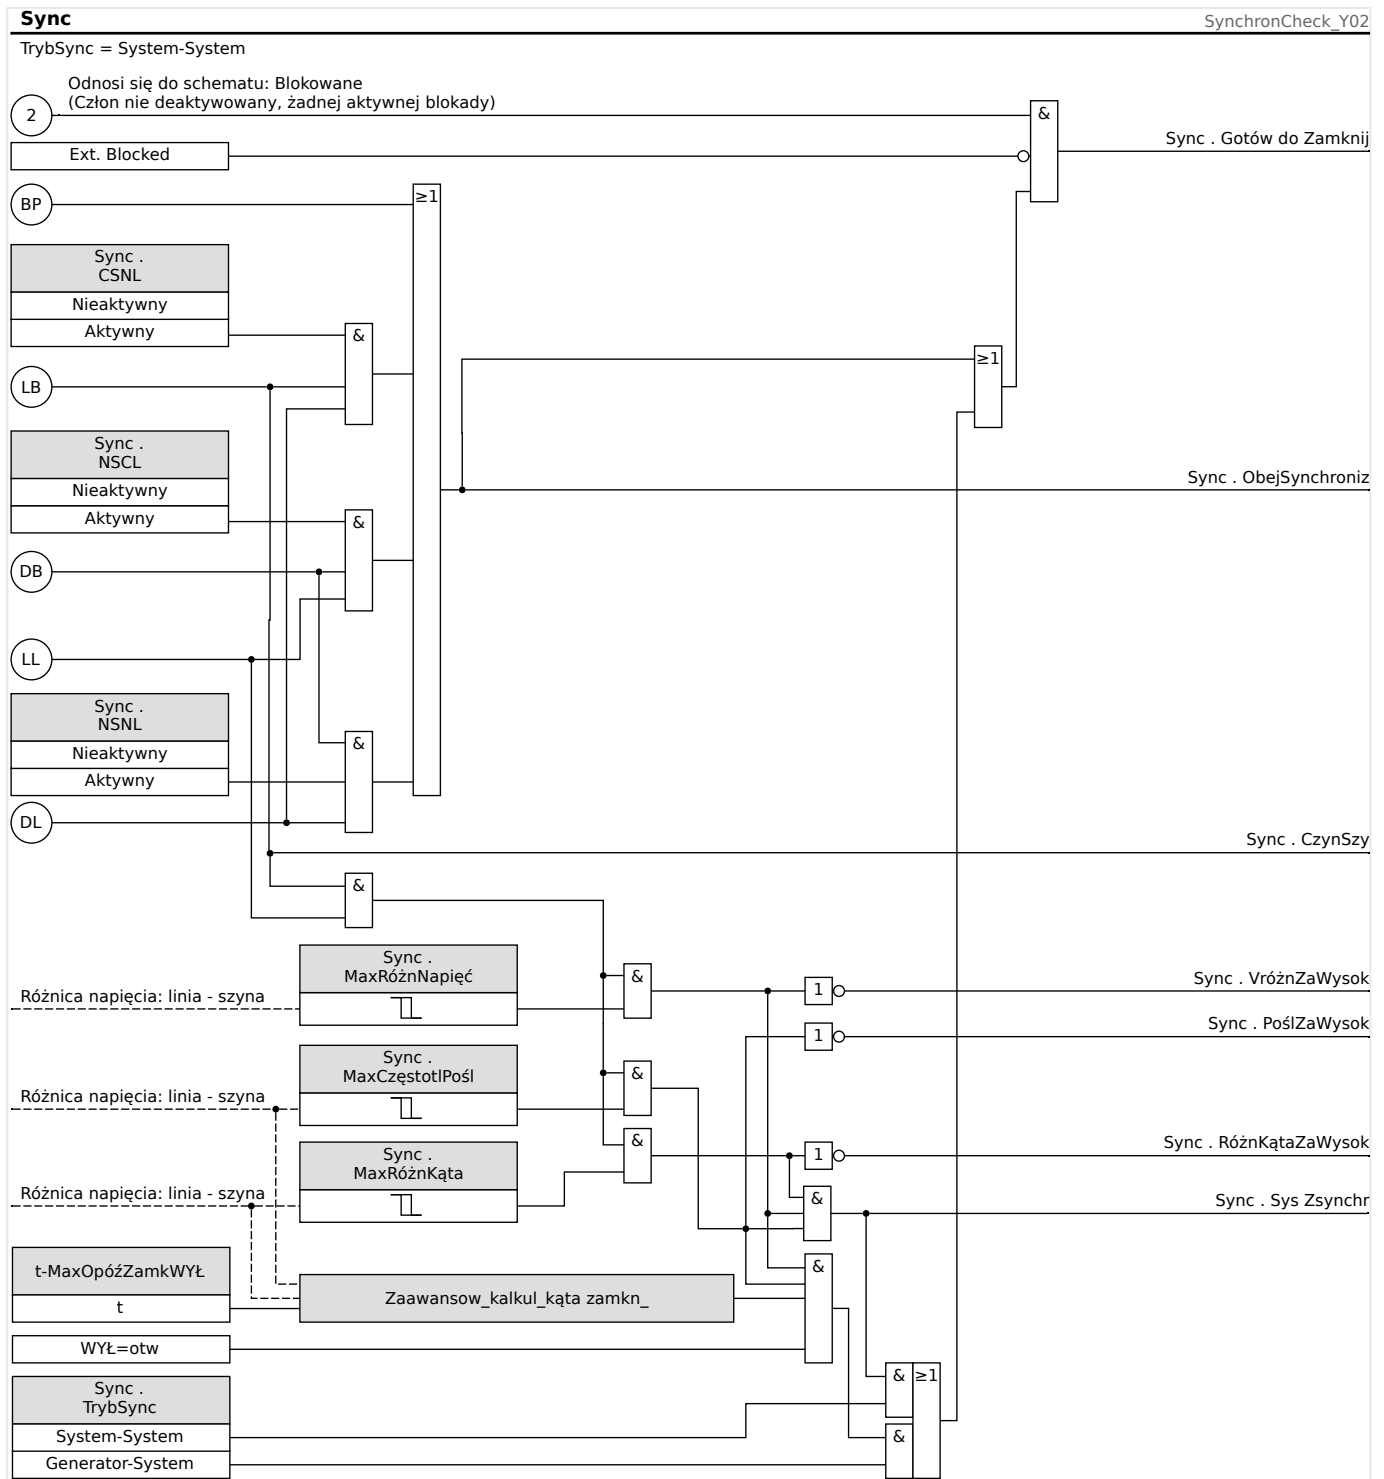 Sync
SynchronCheck_Y02
TrybSync = System-System
Odnosi się do schematu: Blokowane
(Człon nie deaktywowany, żadnej aktywnej blokady)
2
&
Sync . Gotów do Zamknij
Ext. Blocked
BP
≥1
Sync .
CSNL
Nieaktywny
Aktywny
&
≥1
LB
Sync .
NSCL
Nieaktywny
Aktywny
&
Sync . ObejSynchroniz
DB
LL
Sync .
NSNL
Nieaktywny
Aktywny
&
DL
Sync . CzynSzy
&
Sync .
MaxRóżnNapięć
Różnica napięcia: linia - szyna
&
1
Sync . VróżnZaWysok
1
Sync . PoślZaWysok
Sync .
MaxCzęstotlPośl
Różnica napięcia: linia - szyna
&
Sync .
MaxRóżnKąta
Różnica napięcia: linia - szyna
&
1
Sync . RóżnKątaZaWysok
&
Sync . Sys Zsynchr
t-MaxOpóźZamkWYŁ
t
Zaawansow_kalkul_kąta zamkn_
&
WYŁ=otw
Sync .
TrybSync
System-System
Generator-System
&
≥1
&